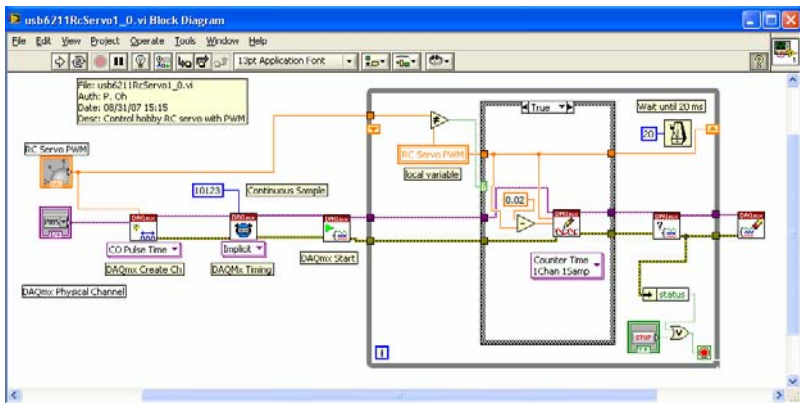 usb6211RcServo1_0.vi Block Diagram
File Edit View Project Operate Tools Window Help
13pt Application Font
File: usb6211RcServo1_0.vi
Auth: P. Oh
Date: 08/31/07 15:15
Desc: Control hobby RC servo with PWM
True
Wait until 20 ms
20
RC Servo PWM
RC Servo PWM
local variable
10123
Continuous Sample
0.02
CO Pulse Time
Implicit
DAQmx Start
DAQmx Create Ch
DAQMx Timing
Counter Time
1Chan 1Samp
DAQmx Physical Channel
status
STOP
i